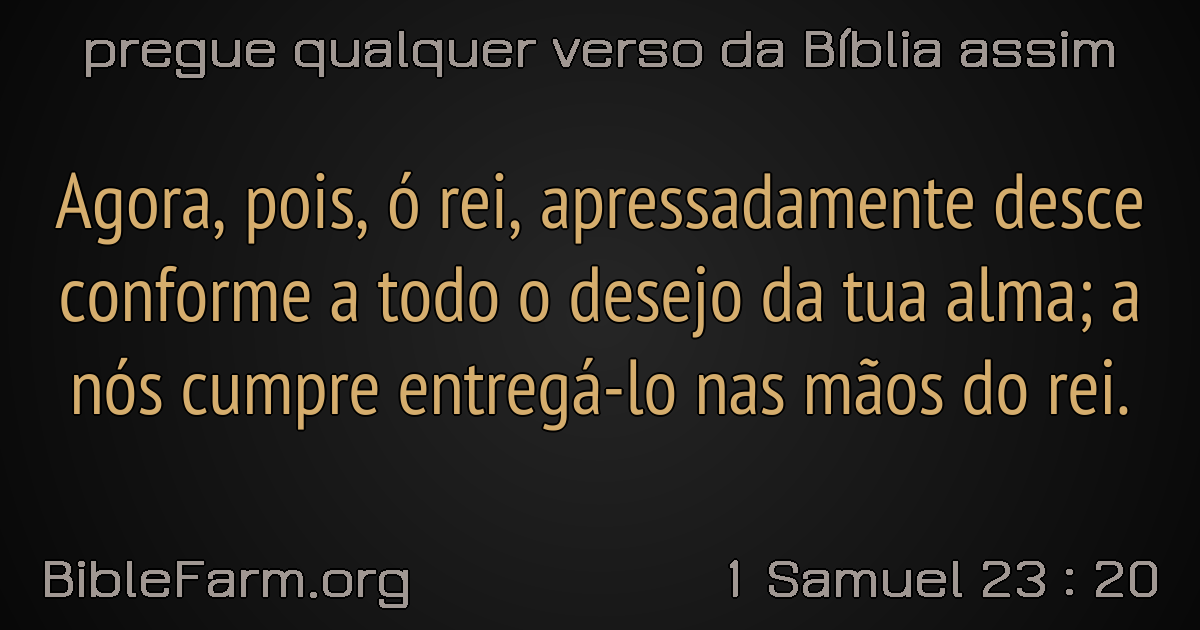 pregue qualquer verso da Bíblia assim
Agora, pois, ó rei, apressadamente desce
conforme a todo o desejo da tua alma; a
nós cumpre entregá-lo nas mãos do rei.
BibleFarm.org
1 Samuel 23 : 20